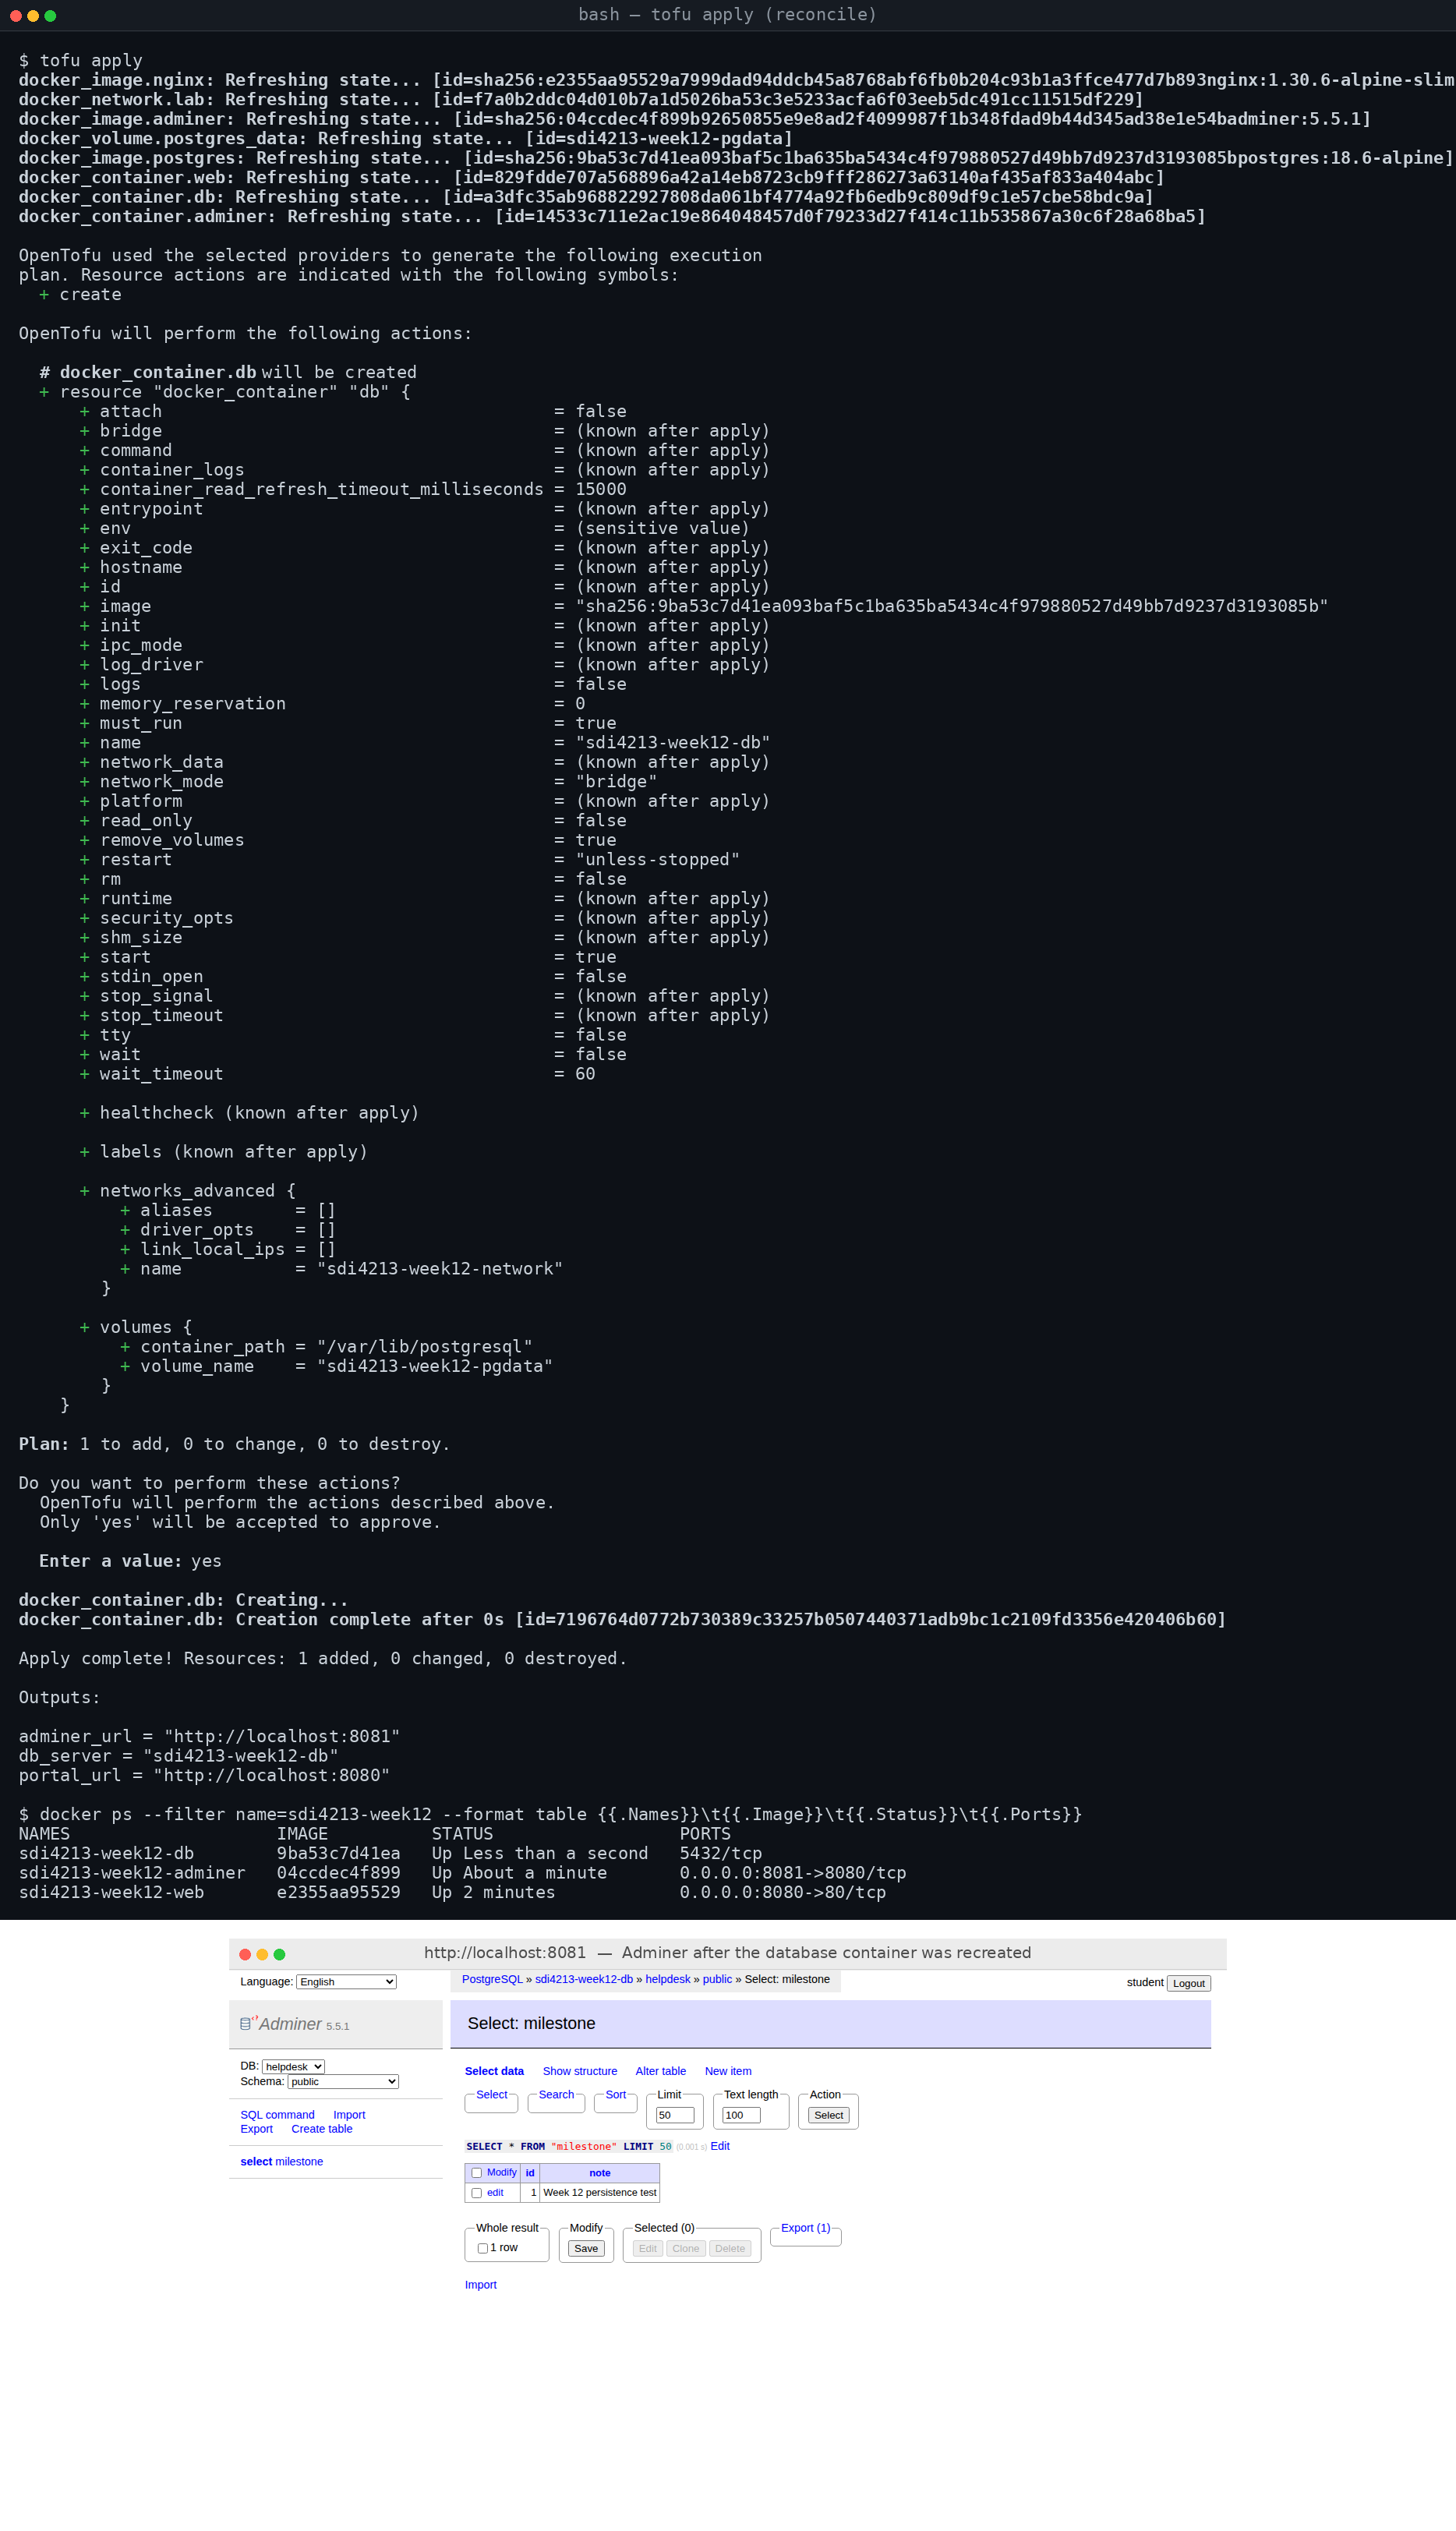 bash — tofu apply (reconcile)
$ tofu apply
docker_image.nginx: Refreshing state... [id=sha256:e2355aa95529a7999dad94ddcb45a8768abf6fb0b204c93b1a3ffce477d7b893nginx:1.30.6-alpine-slim
docker_network.lab: Refreshing state... [id=f7a0b2ddc04d010b7a1d5026ba53c3e5233acfa6f03eeb5dc491cc11515df229]
docker_image.adminer: Refreshing state... [id=sha256:04ccdec4f899b92650855e9e8ad2f4099987f1b348fdad9b44d345ad38e1e54badminer:5.5.1]
docker_volume.postgres_data: Refreshing state... [id=sdi4213-week12-pgdata]
docker_image.postgres: Refreshing state... [id=sha256:9ba53c7d41ea093baf5c1ba635ba5434c4f979880527d49bb7d9237d3193085bpostgres:18.6-alpine]
docker_container.web: Refreshing state... [id=829fdde707a568896a42a14eb8723cb9fff286273a63140af435af833a404abc]
docker_container.db: Refreshing state... [id=a3dfc35ab968822927808da061bf4774a92fb6edb9c809df9c1e57cbe58bdc9a]
docker_container.adminer: Refreshing state... [id=14533c711e2ac19e864048457d0f79233d27f414c11b535867a30c6f28a68ba5]
OpenTofu used the selected providers to generate the following execution
plan. Resource actions are indicated with the following symbols:
+ create
OpenTofu will perform the following actions:
# docker_container.db will be created
+ resource "docker_container" "db" {
+ attach = false
+ bridge = (known after apply)
+ command = (known after apply)
+ container_logs = (known after apply)
+ container_read_refresh_timeout_milliseconds = 15000
+ entrypoint = (known after apply)
+ env = (sensitive value)
+ exit_code = (known after apply)
+ hostname = (known after apply)
+ id = (known after apply)
+ image = "sha256:9ba53c7d41ea093baf5c1ba635ba5434c4f979880527d49bb7d9237d3193085b"
+ init = (known after apply)
+ ipc_mode = (known after apply)
+ log_driver = (known after apply)
+ logs = false
+ memory_reservation = 0
+ must_run = true
+ name = "sdi4213-week12-db"
+ network_data = (known after apply)
+ network_mode = "bridge"
+ platform = (known after apply)
+ read_only = false
+ remove_volumes = true
+ restart = "unless-stopped"
+ rm = false
+ runtime = (known after apply)
+ security_opts = (known after apply)
+ shm_size = (known after apply)
+ start = true
+ stdin_open = false
+ stop_signal = (known after apply)
+ stop_timeout = (known after apply)
+ tty = false
+ wait = false
+ wait_timeout = 60
+ healthcheck (known after apply)
+ labels (known after apply)
+ networks_advanced {
+ aliases = []
+ driver_opts = []
+ link_local_ips = []
+ name = "sdi4213-week12-network"
}
+ volumes {
+ container_path = "/var/lib/postgresql"
+ volume_name = "sdi4213-week12-pgdata"
}
}
Plan: 1 to add, 0 to change, 0 to destroy.
Do you want to perform these actions?
OpenTofu will perform the actions described above.
Only 'yes' will be accepted to approve.
Enter a value: yes
docker_container.db: Creating...
docker_container.db: Creation complete after 0s [id=7196764d0772b730389c33257b0507440371adb9bc1c2109fd3356e420406b60]
Apply complete! Resources: 1 added, 0 changed, 0 destroyed.
Outputs:
adminer_url = "http://localhost:8081"
db_server = "sdi4213-week12-db"
portal_url = "http://localhost:8080"
$ docker ps --filter name=sdi4213-week12 --format table {{.Names}}\t{{.Image}}\t{{.Status}}\t{{.Ports}}
NAMES IMAGE STATUS PORTS
sdi4213-week12-db 9ba53c7d41ea Up Less than a second 5432/tcp
sdi4213-week12-adminer 04ccdec4f899 Up About a minute 0.0.0.0:8081->8080/tcp
sdi4213-week12-web e2355aa95529 Up 2 minutes 0.0.0.0:8080->80/tcp
http://localhost:8081 — Adminer after the database container was recreated
Language: English
PostgreSQL » sdi4213-week12-db » helpdesk » public » Select: milestone
student Logout
Adminer 5.5.1
Select: milestone
DB: helpdesk
Schema: public
SQL command Import
Export Create table
select milestone
Select data Show structure Alter table New item
Select Search Sort Limit Text length Action
50 100 Select
SELECT * FROM "milestone" LIMIT 50 (0.001 s) Edit
Modify id note
edit 1 Week 12 persistence test
Whole result Modify Selected (0) Export (1)
1 row Save Edit Clone Delete
Import